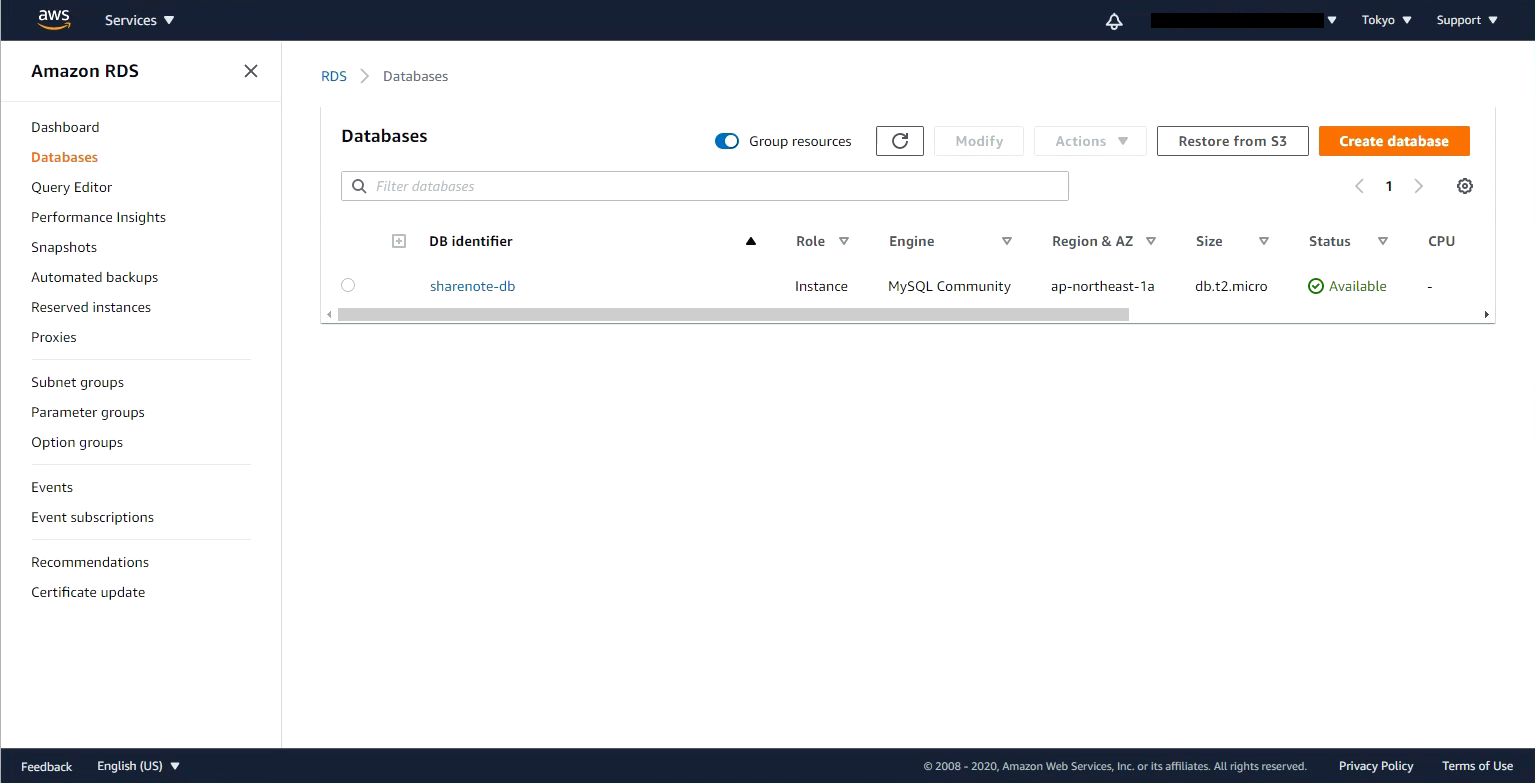 aws Services Tokyo Support
Amazon RDS
RDS Databases
Dashboard
Databases
Query Editor
Performance Insights
Snapshots
Automated backups
Reserved instances
Proxies
Subnet groups
Parameter groups
Option groups
Events
Event subscriptions
Recommendations
Certificate update
Databases Group resources Modify Actions Restore from S3 Create database
Filter databases 1
DB identifier Role Engine Region & AZ Size Status CPU
sharenote-db Instance MySQL Community ap-northeast-1a db.t2.micro Available -
Feedback English (US) © 2008 - 2020, Amazon Web Services, Inc. or its affiliates. All rights reserved. Privacy Policy Terms of Use